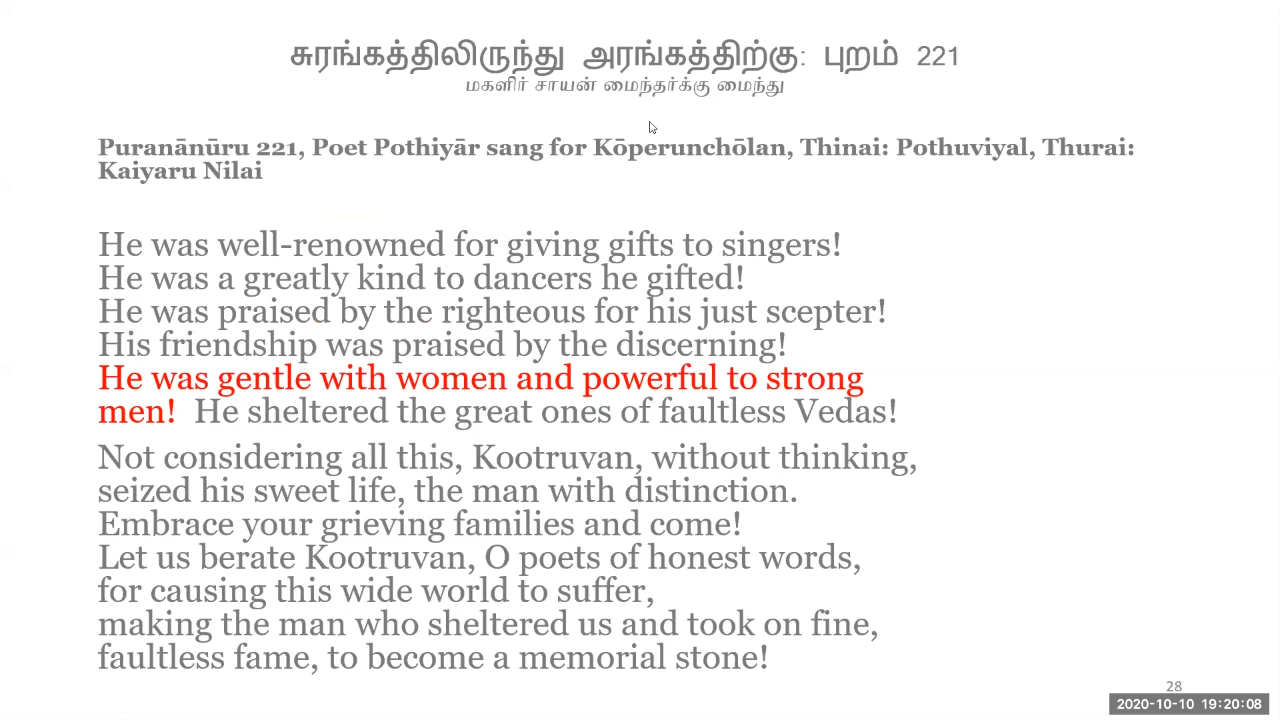 சுரங்கத்திலிருந்து அரங்கத்திற்கு: புறம் 221
மகளிர் சாயன் மைந்தர்க்கு மைந்து
Puranānūru 221, Poet Pothiyār sang for Kōperunchōlan, Thinai: Pothuviyal, Thurai:
Kaiyaru Nilai
He was well-renowned for giving gifts to singers!
He was a greatly kind to dancers he gifted!
He was praised by the righteous for his just scepter!
His friendship was praised by the discerning!
He was gentle with women and powerful to strong
men! He sheltered the great ones of faultless Vedas!
Not considering all this, Kootruvan, without thinking,
seized his sweet life, the man with distinction.
Embrace your grieving families and come!
Let us berate Kootruvan, O poets of honest words,
for causing this wide world to suffer,
making the man who sheltered us and took on fine,
faultless fame, to become a memorial stone!
28
2020-10-10 19:20:08